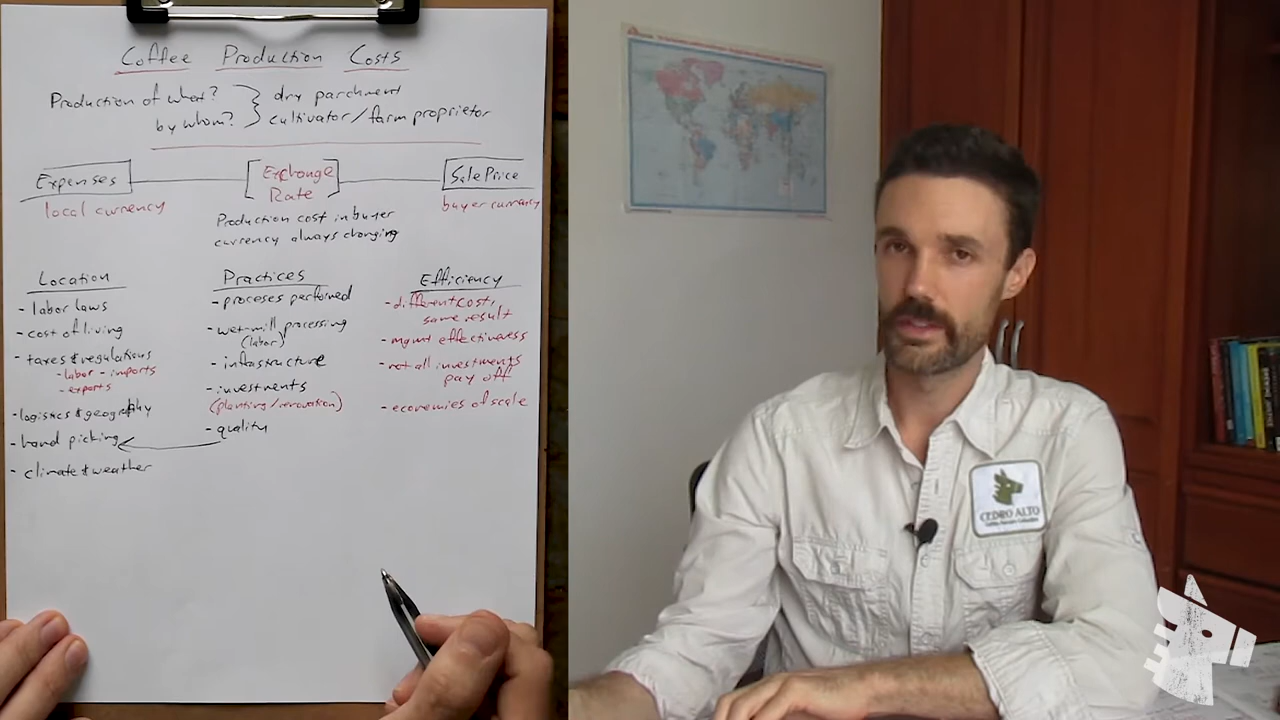 Coffee Production Costs
Production of what? } dry parchment
by whom? } cultivator/farm proprietor
Expenses
local currency
[Exchange
Rate]
Production cost in buyer
currency always changing
Sale Price
buyer currency
Location
- labor laws
- cost of living
- taxes & regulations
- labor - imports
- exports
- logistics & geography
- hand picking
- climate & weather
Practices
- proceses performed
- wet-mill processing
(labor)
- infrastructure
- investments
(planting/renovation)
- quality
Efficiency
- different costs,
same result
- mgmt effectiveness
- not all investments
pay off
- economies of scale
CEDRO ALTO